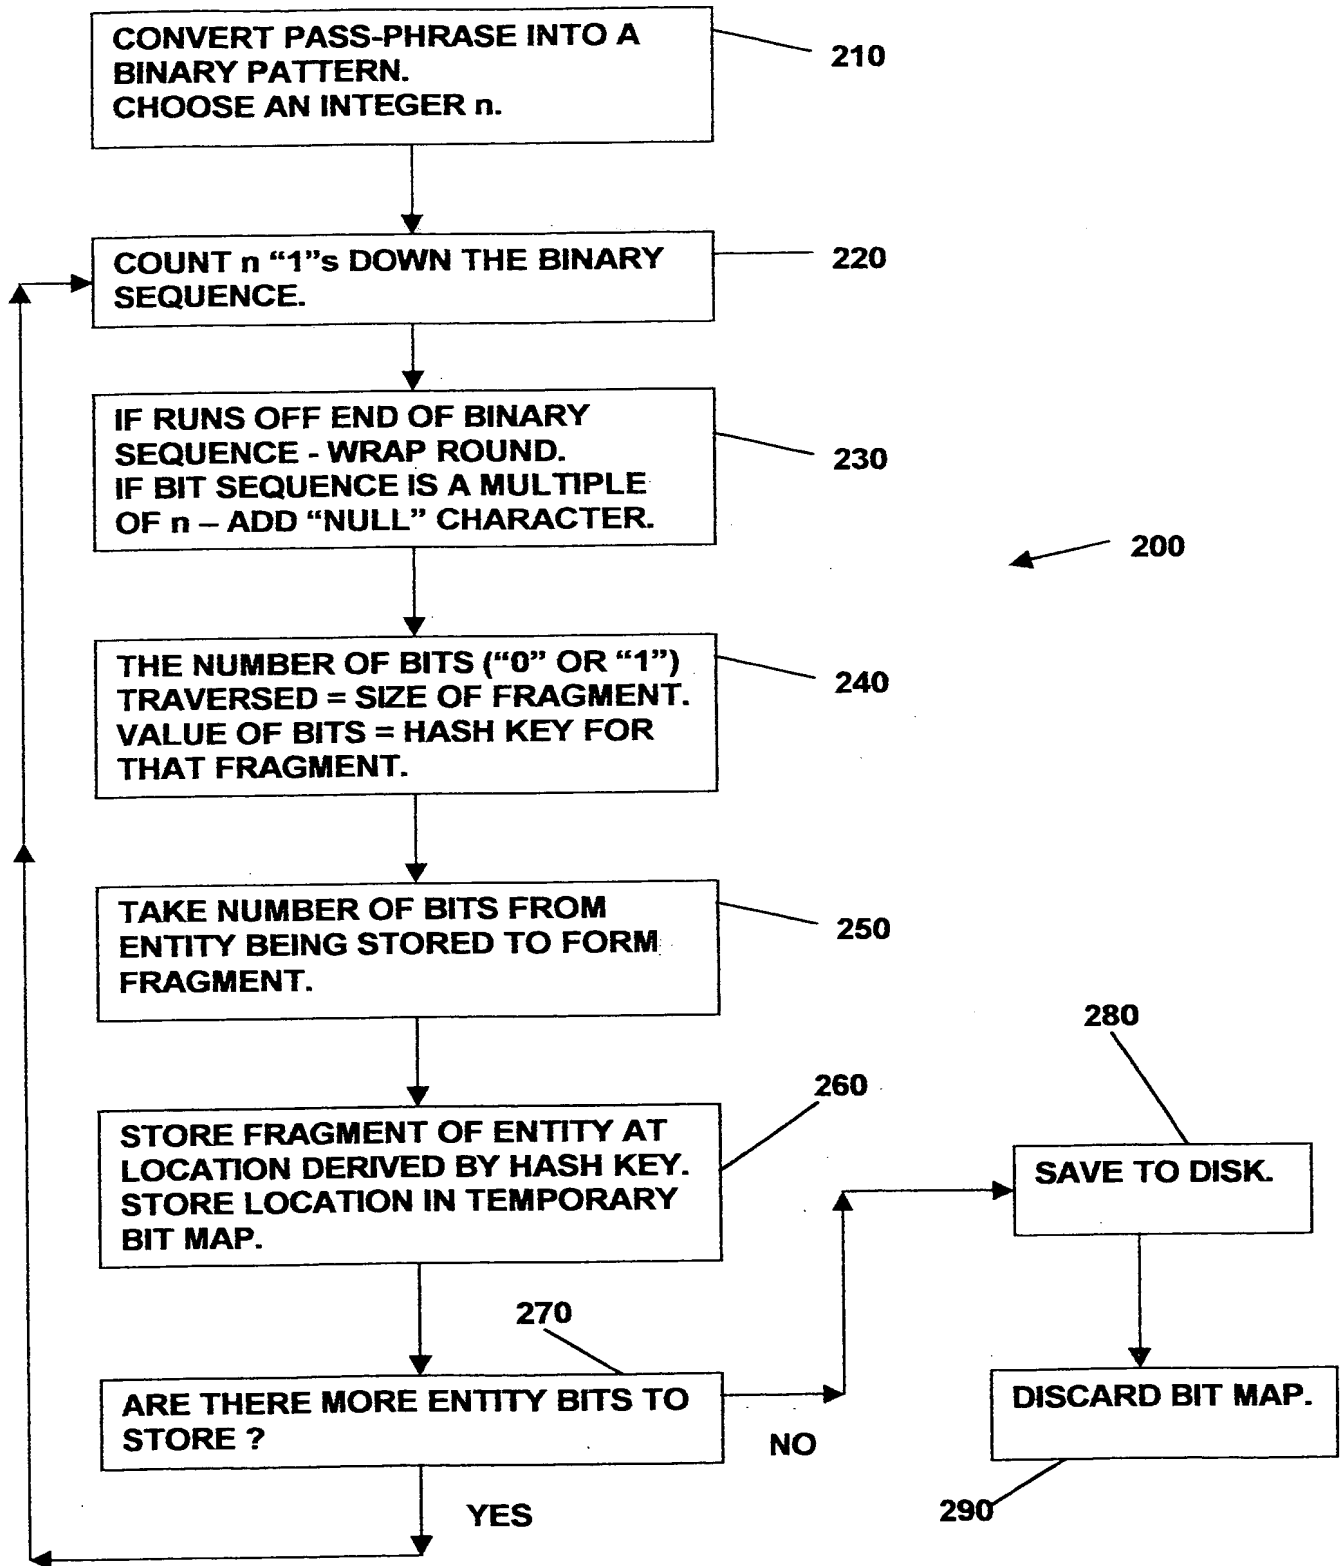 CONVERT PASS-PHRASE INTO A
BINARY PATTERN.
CHOOSE AN INTEGER n.
210
COUNT n “1”s DOWN THE BINARY
SEQUENCE.
220
IF RUNS OFF END OF BINARY
SEQUENCE - WRAP ROUND.
IF BIT SEQUENCE IS A MULTIPLE
OF n – ADD “NULL” CHARACTER.
230
200
THE NUMBER OF BITS (“0” OR “1”)
TRAVERSED = SIZE OF FRAGMENT.
VALUE OF BITS = HASH KEY FOR
THAT FRAGMENT.
240
TAKE NUMBER OF BITS FROM
ENTITY BEING STORED TO FORM
FRAGMENT.
250
STORE FRAGMENT OF ENTITY AT
LOCATION DERIVED BY HASH KEY.
STORE LOCATION IN TEMPORARY
BIT MAP.
260
270
ARE THERE MORE ENTITY BITS TO
STORE ?
NO
YES
280
SAVE TO DISK.
DISCARD BIT MAP.
290